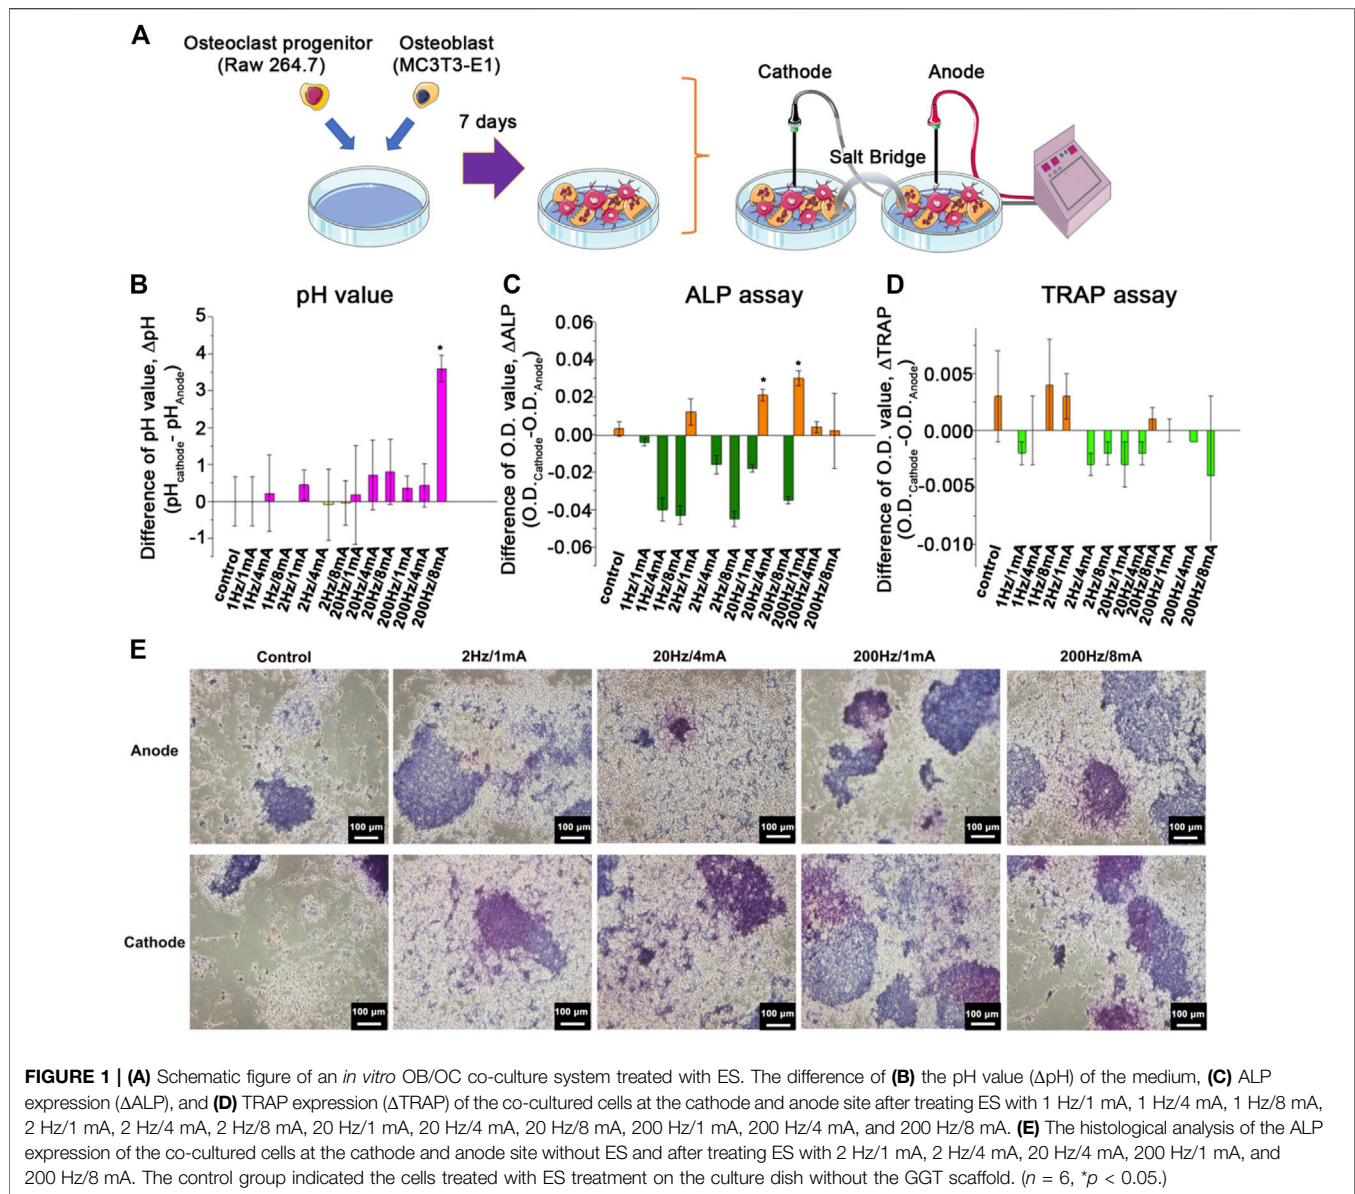 A
Osteoclast progenitor
(Raw 264.7)
Osteoblast
(MC3T3-E1)
7 days
Cathode
Anode
Salt Bridge
B
pH value
Difference of pH value, ΔpH
(pHcathode- pHAnode)
5
4
3
2
1
0
-1
*
control
1Hz/1mA
1Hz/4mA
1Hz/8mA
2Hz/1mA
2Hz/4mA
2Hz/8mA
20Hz/1mA
20Hz/4mA
20Hz/8mA
200Hz/1mA
200Hz/4mA
200Hz/8mA
C
ALP assay
Difference of O.D. value, ΔALP
(O.D.Cathode-O.D.Anode)
0.06
0.04
0.02
0.00
-0.02
-0.04
-0.06
*
*
control
1Hz/1mA
1Hz/4mA
1Hz/8mA
2Hz/1mA
2Hz/4mA
2Hz/8mA
20Hz/1mA
20Hz/4mA
20Hz/8mA
200Hz/1mA
200Hz/4mA
200Hz/8mA
D
TRAP assay
Difference of O.D. value, ΔTRAP
(O.D.Cathode-O.D.Anode)
0.005
0.000
-0.005
-0.010
control
1Hz/1mA
1Hz/4mA
1Hz/8mA
2Hz/1mA
2Hz/4mA
2Hz/8mA
20Hz/1mA
20Hz/4mA
20Hz/8mA
200Hz/1mA
200Hz/4mA
200Hz/8mA
E
Control
2Hz/1mA
20Hz/4mA
200Hz/1mA
200Hz/8mA
Anode
100 µm
100 µm
100 µm
100 µm
100 µm
Cathode
100 µm
100 µm
100 µm
100 µm
100 µm
FIGURE 1 | (A) Schematic figure of an in vitro OB/OC co-culture system treated with ES. The difference of (B) the pH value (ΔpH) of the medium, (C) ALP
expression (ΔALP), and (D) TRAP expression (ΔTRAP) of the co-cultured cells at the cathode and anode site after treating ES with 1 Hz/1 mA, 1 Hz/4 mA, 1 Hz/8 mA,
2 Hz/1 mA, 2 Hz/4 mA, 2 Hz/8 mA, 20 Hz/1 mA, 20 Hz/4 mA, 20 Hz/8 mA, 200 Hz/1 mA, 200 Hz/4 mA, and 200 Hz/8 mA. (E) The histological analysis of the ALP
expression of the co-cultured cells at the cathode and anode site without ES and after treating ES with 2 Hz/1 mA, 2 Hz/4 mA, 20 Hz/4 mA, 200 Hz/1 mA, and
200 Hz/8 mA. The control group indicated the cells treated with ES treatment on the culture dish without the GGT scaffold. (n = 6, *p < 0.05.)